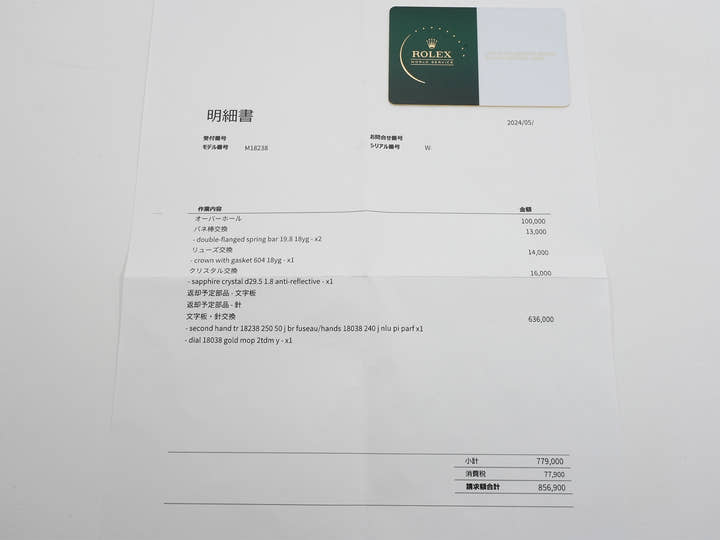 ROLEX
WORLD SERVICE
明細書
2024/05/
受付番号 お問合せ番号
モデル番号 M18238 シリアル番号 W
作業内容 金額
オーバーホール 100,000
バネ棒交換 13,000
- double-flanged spring bar 19.8 18yg - x2
リューズ交換 14,000
- crown with gasket 604 18yg - x1
クリスタル交換 16,000
- sapphire crystal d29.5 1.8 anti-reflective - x1
返却予定部品 - 文字板
返却予定部品 - 針
文字板・針交換 636,000
- second hand tr 18238 250 50 j br fuseau/hands 18038 240 j nlu pi parf x1
- dial 18038 gold mop 2tdm y - x1
小計 779,000
消費税 77,900
請求額合計 856,900